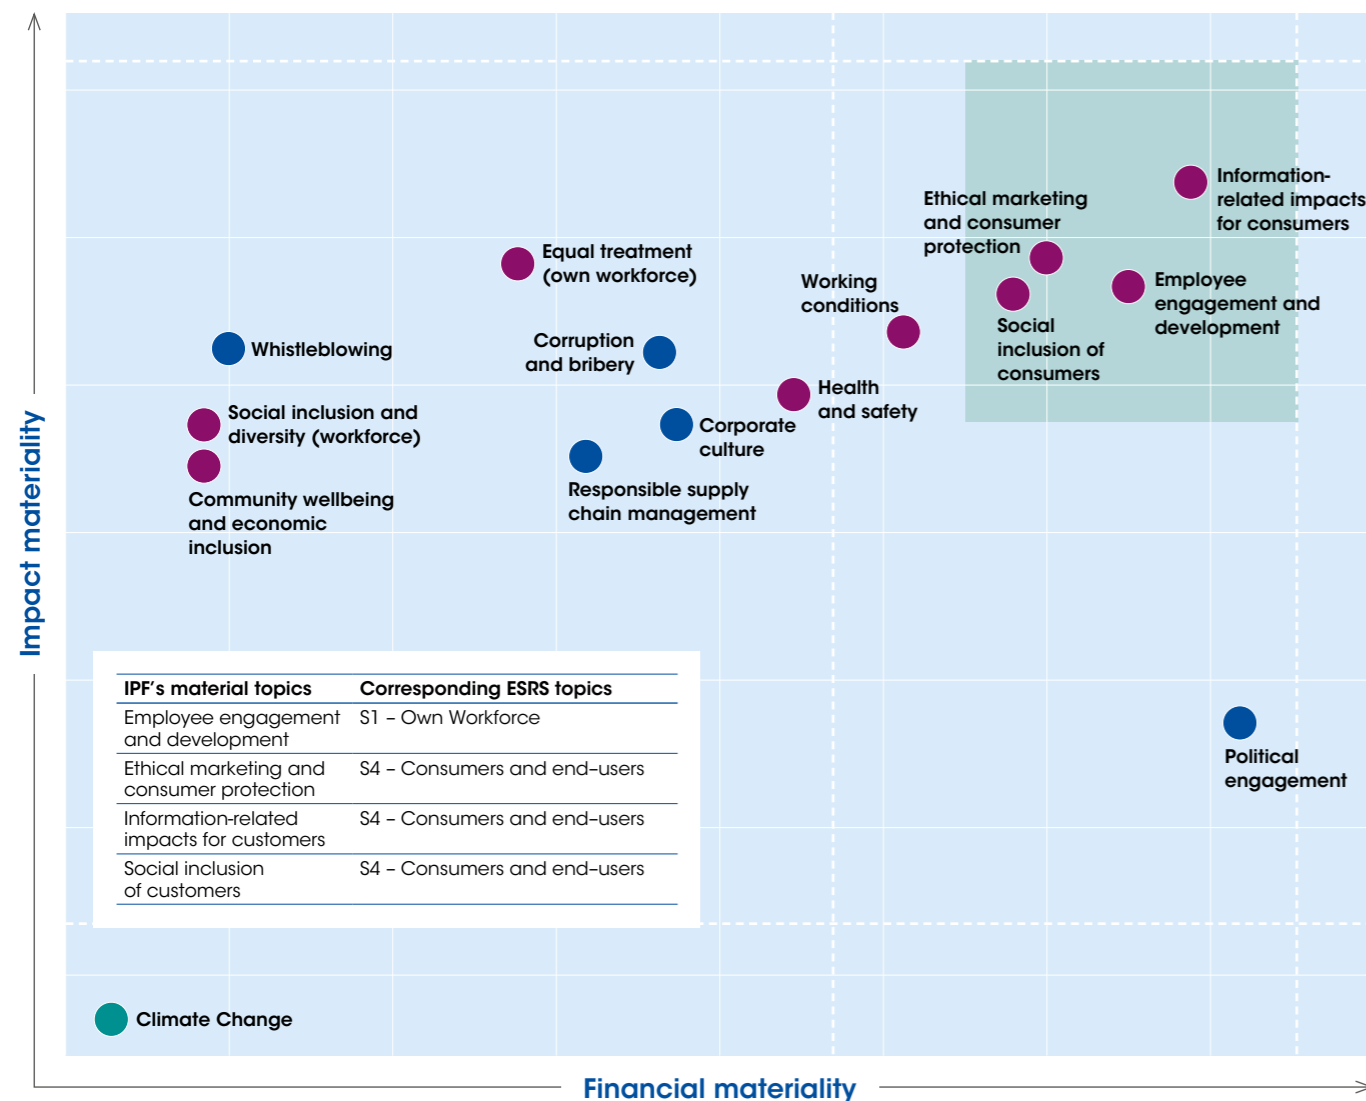 Impact materiality
Information-
related impacts
for consumers
Ethical marketing
and consumer
protection
Equal treatment
(own workforce)
Employee
engagement and
development
Working
conditions
Social
inclusion of
consumers
Whistleblowing
Corruption
and bribery
Health
and safety
Social inclusion and
diversity (workforce)
Corporate
culture
Responsible supply
chain management
Community wellbeing
and economic
inclusion
IPF's material topics Corresponding ESRS topics
Employee engagement S1 – Own Workforce
and development
Ethical marketing and S4 – Consumers and end-users
consumer protection
Information-related S4 – Consumers and end-users
impacts for customers
Social inclusion S4 – Consumers and end-users
of customers
Political
engagement
Climate Change
Financial materiality